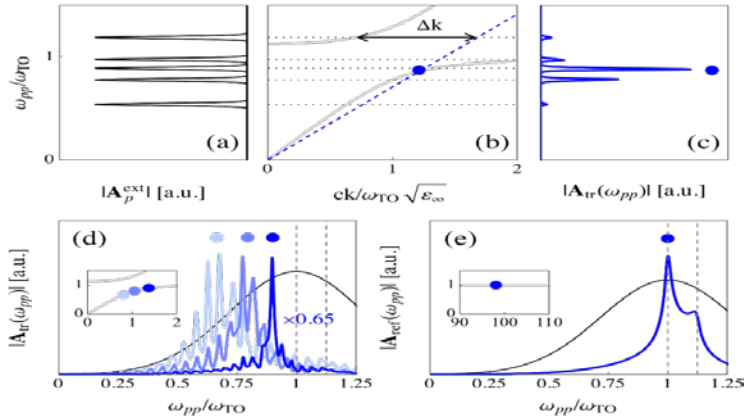 1
0
ω_pp/ω_TO
(a)
|A_p^ext| [a.u.]
Δk
(b)
0 1 2
ck/ω_TO √ε_∞
1
0
(c)
|A_tr(ω_pp)| [a.u.]
(d)
|A_tr(ω_pp)| [a.u.]
1
0
0 1 2
×0.65
0 0.25 0.5 0.75 1 1.25
ω_pp/ω_TO
(e)
|A_ref(ω_pp)| [a.u.]
1
0
90 100 110
0 0.25 0.5 0.75 1 1.25
ω_pp/ω_TO